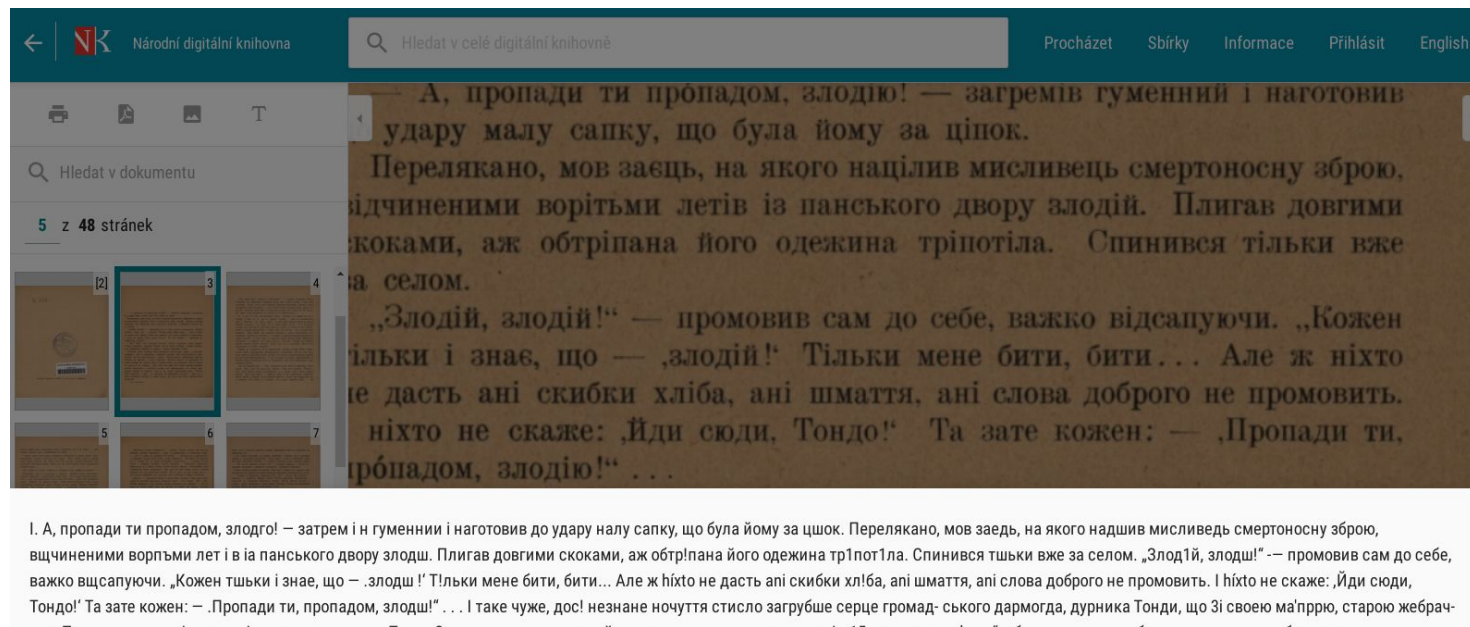 Národní digitální knihovna
Hledat v celé digitální knihovně
Procházet Sbírky Informace Přihlásit English
T
Hledat v dokumentu
5 z 48 stránek
[2] 3 4
5 6 7
— А, пропади ти про́падом, злодію! — загремів гуменний і наготовив
удару малу сапку, що була йому за ціпок.
Перелякано, мов заєць, на якого націлив мисливець смертоносну зброю,
відчиненими ворітьми летів із панського двору злодій. Плигав довгими
скоками, аж обтріпана його одежина тріпотіла. Спинився тільки вже
за селом.
„Злодій, злодій!“ — промовив сам до себе, важко відсапуючи. „Кожен
тільки і знає, що — ‚злодій!‘ Тільки мене бити, бити... Але ж ніхто
не дасть ані скибки хліба, ані шмаття, ані слова доброго не промовить.
ніхто не скаже: ‚Йди сюди, Тондо!‘ Та зате кожен: — ‚Пропади ти,
про́падом, злодію!“ . . .
І. А, пропади ти пропадом, злодго! — затрем і н гуменнии і наготовив до удару налу сапку, що була йому за цшок. Перелякано, мов заедь, на якого надшив мисливедь смертоносну зброю,
вщчиненими ворпъми лет і в іа панського двору злодш. Плигав довгими скоками, аж обтр!пана його одежина тр1пот1ла. Спинився тшьки вже за селом. „Злод1й, злодш!“ -— промовив сам до себе,
важко вщсапуючи. „Кожен тшьки і знае, що — .злодш !‘ Т!льки мене бити, бити... Але ж híxto не дасть апі скибки хл!ба, апі шмаття, апі слова доброго не промовить. І híxto не скаже: ‚Йди сюди,
Тондо!‘ Та зате кожен: — .Пропади ти, пропадом, злодш!“ . . . І таке чуже, дос! незнане ночуття стисло загрубше серце громад- ського дармогда, дурника Тонди, що 3і своею ма'пррю, старою жебрач-